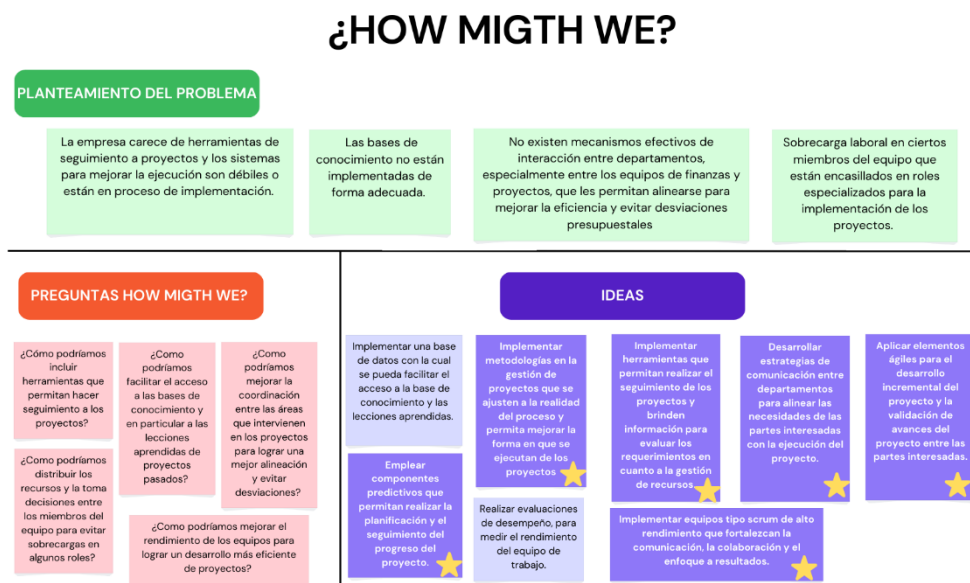 ¿HOW MIGTH WE?
PLANTEAMIENTO DEL PROBLEMA
La empresa carece de herramientas de
seguimiento a proyectos y los sistemas
para mejorar la ejecución son débiles o
están en proceso de implementación.
Las bases de
conocimiento no están
implementadas de
forma adecuada.
No existen mecanismos efectivos de
interacción entre departamentos,
especialmente entre los equipos de finanzas y
proyectos, que les permitan alinearse para
mejorar la eficiencia y evitar desviaciones
presupuestales
Sobrecarga laboral en ciertos
miembros del equipo que
están encasillados en roles
especializados para la
implementación de los
proyectos.
PREGUNTAS HOW MIGTH WE?
¿Cómo podríamos
incluir
herramientas que
permitan hacer
seguimiento a los
proyectos?
¿Como
podríamos
facilitar el acceso
a las bases de
conocimiento y
en particular a las
lecciones
aprendidas de
proyectos
pasados?
¿Como
podríamos
mejorar la
coordinación
entre las áreas
que intervienen
en los proyectos
para lograr una
mejor alineación
y evitar
desviaciones?
¿Como podríamos
distribuir los
recursos y la toma
decisiones entre
los miembros del
equipo para evitar
sobrecargas en
algunos roles?
¿Como podríamos mejorar el
rendimiento de los equipos para
lograr un desarrollo más eficiente
de proyectos?
IDEAS
Implementar una base
de datos con la cual
se pueda facilitar el
acceso a la base de
conocimiento y las
lecciones aprendidas.
Implementar
metodologías en la
gestión de
proyectos que se
ajusten a la realidad
del proceso y
permita mejorar la
forma en que se
ejecutan de los
proyectos
Implementar
herramientas que
permitan realizar el
seguimiento de los
proyectos y
brinden
información para
evaluar los
requerimientos en
cuanto a la gestión
de recursos.
Desarrollar
estrategias de
comunicación entre
departamentos
para alinear las
necesidades de las
partes interesadas
con la ejecución del
proyecto.
Aplicar elementos
ágiles para el
desarrollo
incremental del
proyecto y la
validación de
avances del
proyecto entre las
partes interesadas.
Emplear
componentes
predictivos que
permitan realizar la
planificación y el
seguimiento del
progreso del
proyecto.
Realizar evaluaciones
de desempeño, para
medir el rendimiento
del equipo de
trabajo.
Implementar equipos tipo scrum de alto
rendimiento que fortalezcan la
comunicación, la colaboración y el
enfoque a resultados.